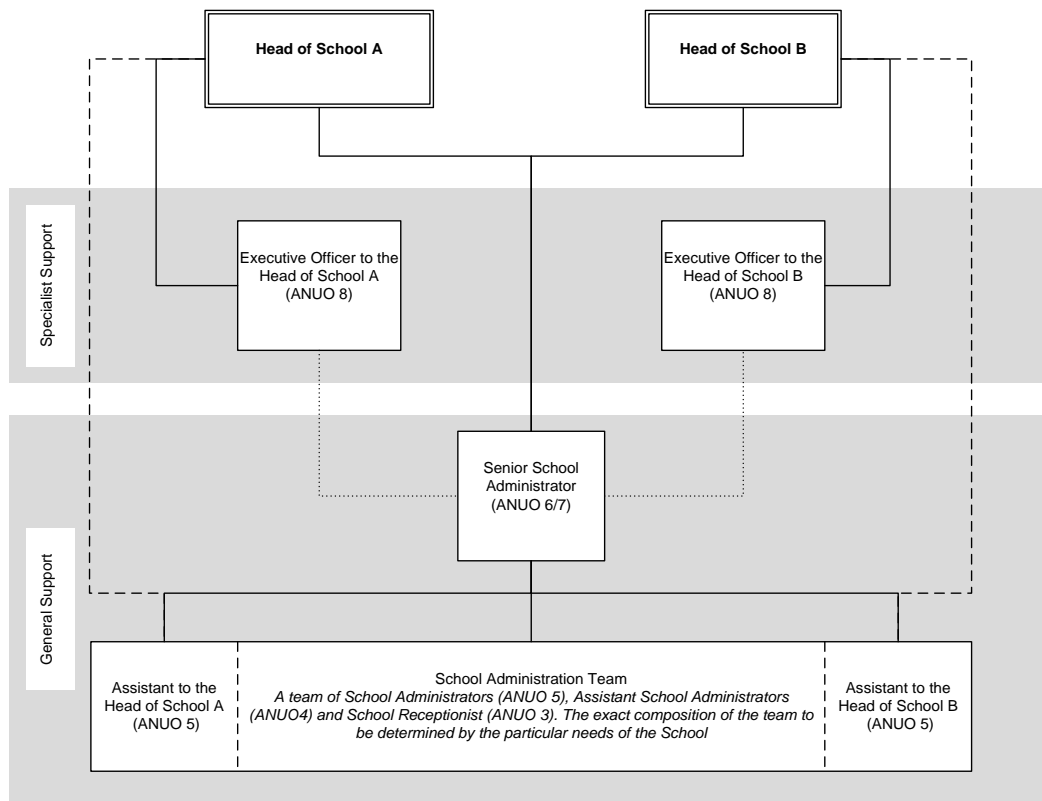 Head of School A
Head of School B
Specialist Support
Executive Officer to the
Head of School A
(ANUO 8)
Executive Officer to the
Head of School B
(ANUO 8)
General Support
Senior School
Administrator
(ANUO 6/7)
Assistant to the
Head of School A
(ANUO 5)
School Administration Team
A team of School Administrators (ANUO 5), Assistant School Administrators
(ANUO4) and School Receptionist (ANUO 3). The exact composition of the team to
be determined by the particular needs of the School
Assistant to the
Head of School B
(ANUO 5)